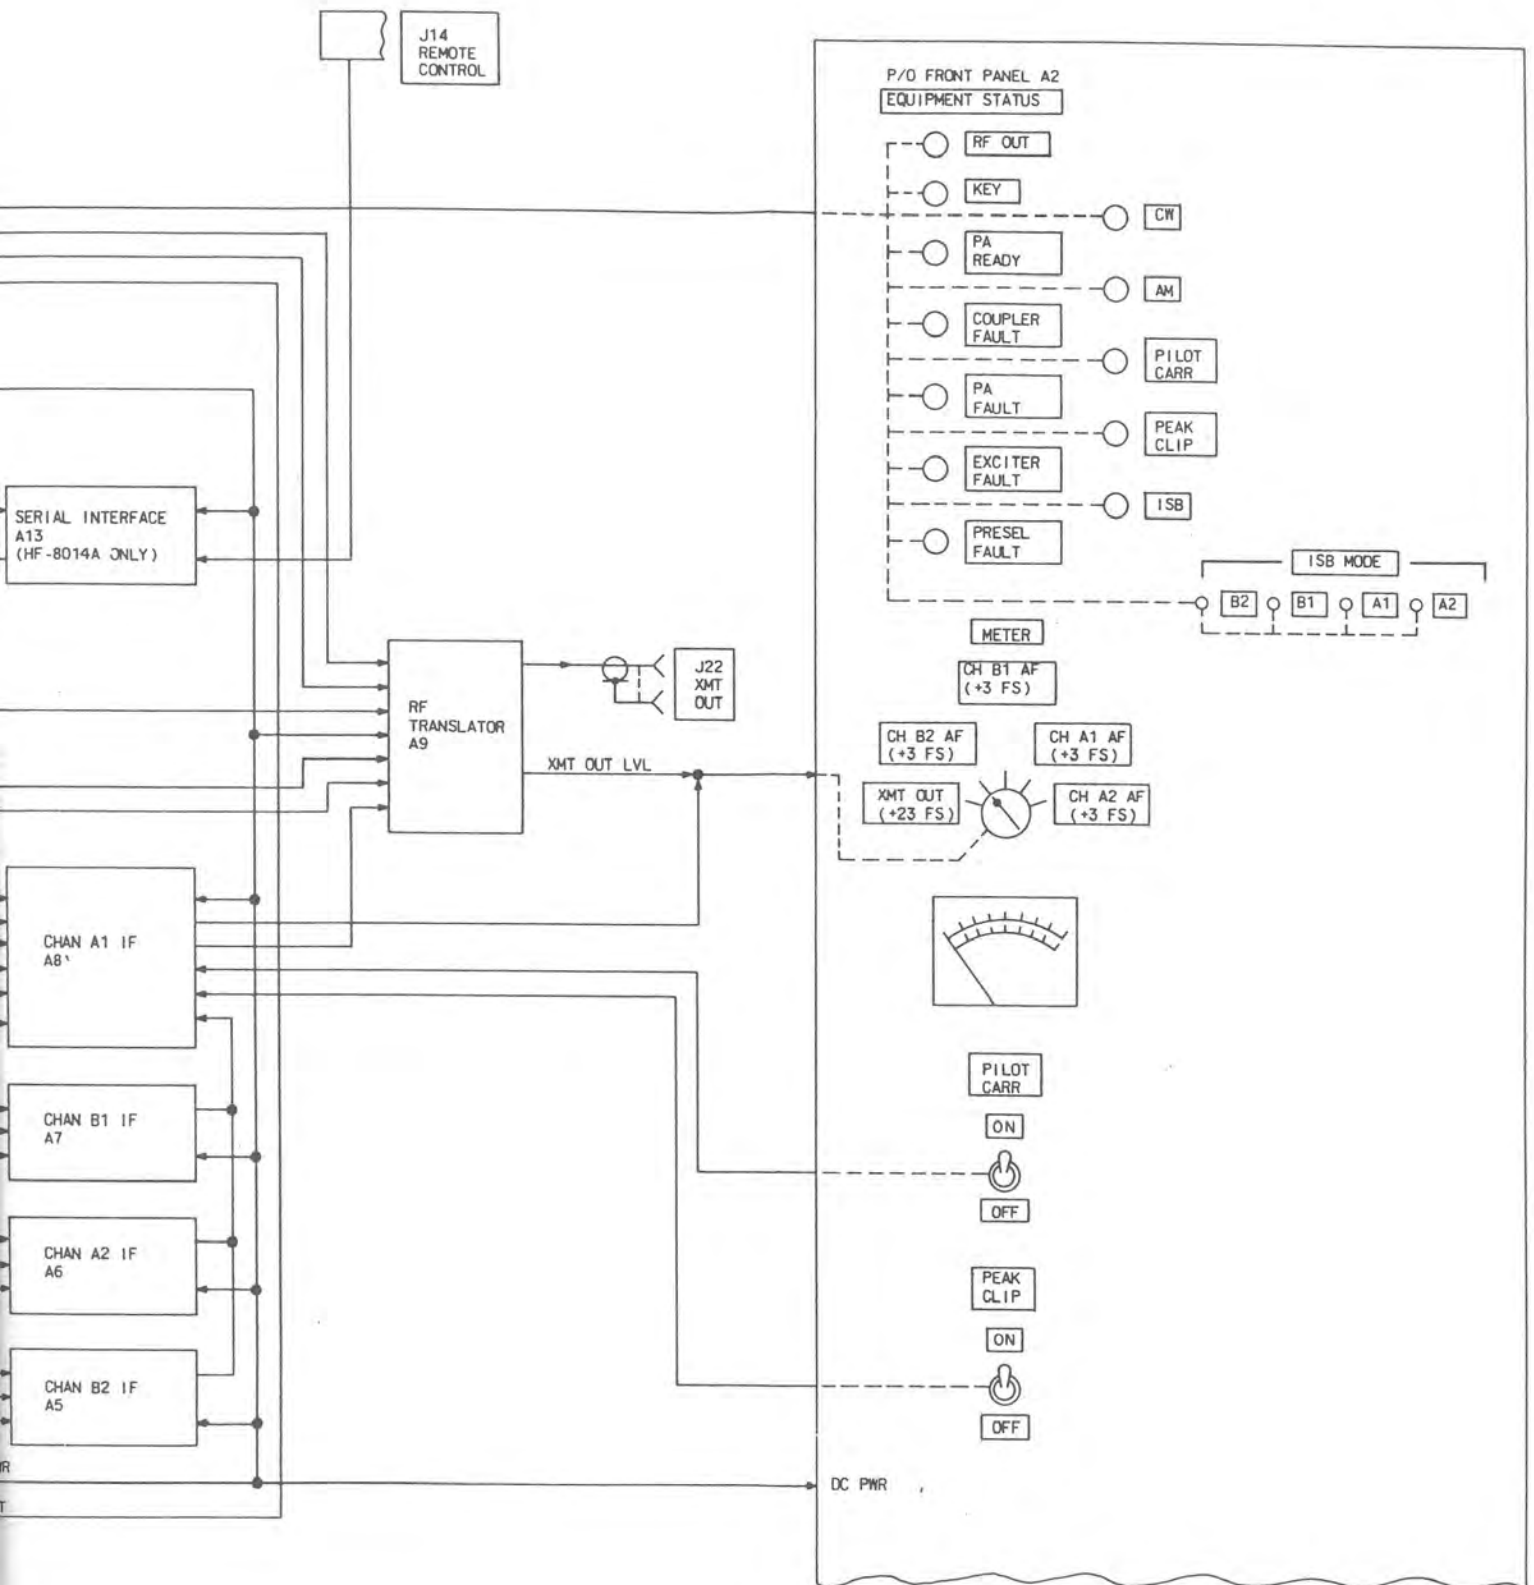 J14
REMOTE
CONTROL
P/O FRONT PANEL A2
EQUIPMENT STATUS
RF OUT
KEY
CW
PA
READY
AM
COUPLER
FAULT
PILOT
CARR
PA
FAULT
PEAK
CLIP
EXCITER
FAULT
ISB
PRESEL
FAULT
ISB MODE
B2 B1 A1 A2
SERIAL INTERFACE
A13
(HF-8014A ONLY)
METER
CH B1 AF
(+3 FS)
CH B2 AF
(+3 FS)
CH A1 AF
(+3 FS)
XMT OUT
(+23 FS)
CH A2 AF
(+3 FS)
RF
TRANSLATOR
A9
J22
XMT
OUT
XMT OUT LVL
CHAN A1 IF
A8
CHAN B1 IF
A7
CHAN A2 IF
A6
CHAN B2 IF
A5
PILOT
CARR
ON
OFF
PEAK
CLIP
ON
OFF
DC PWR